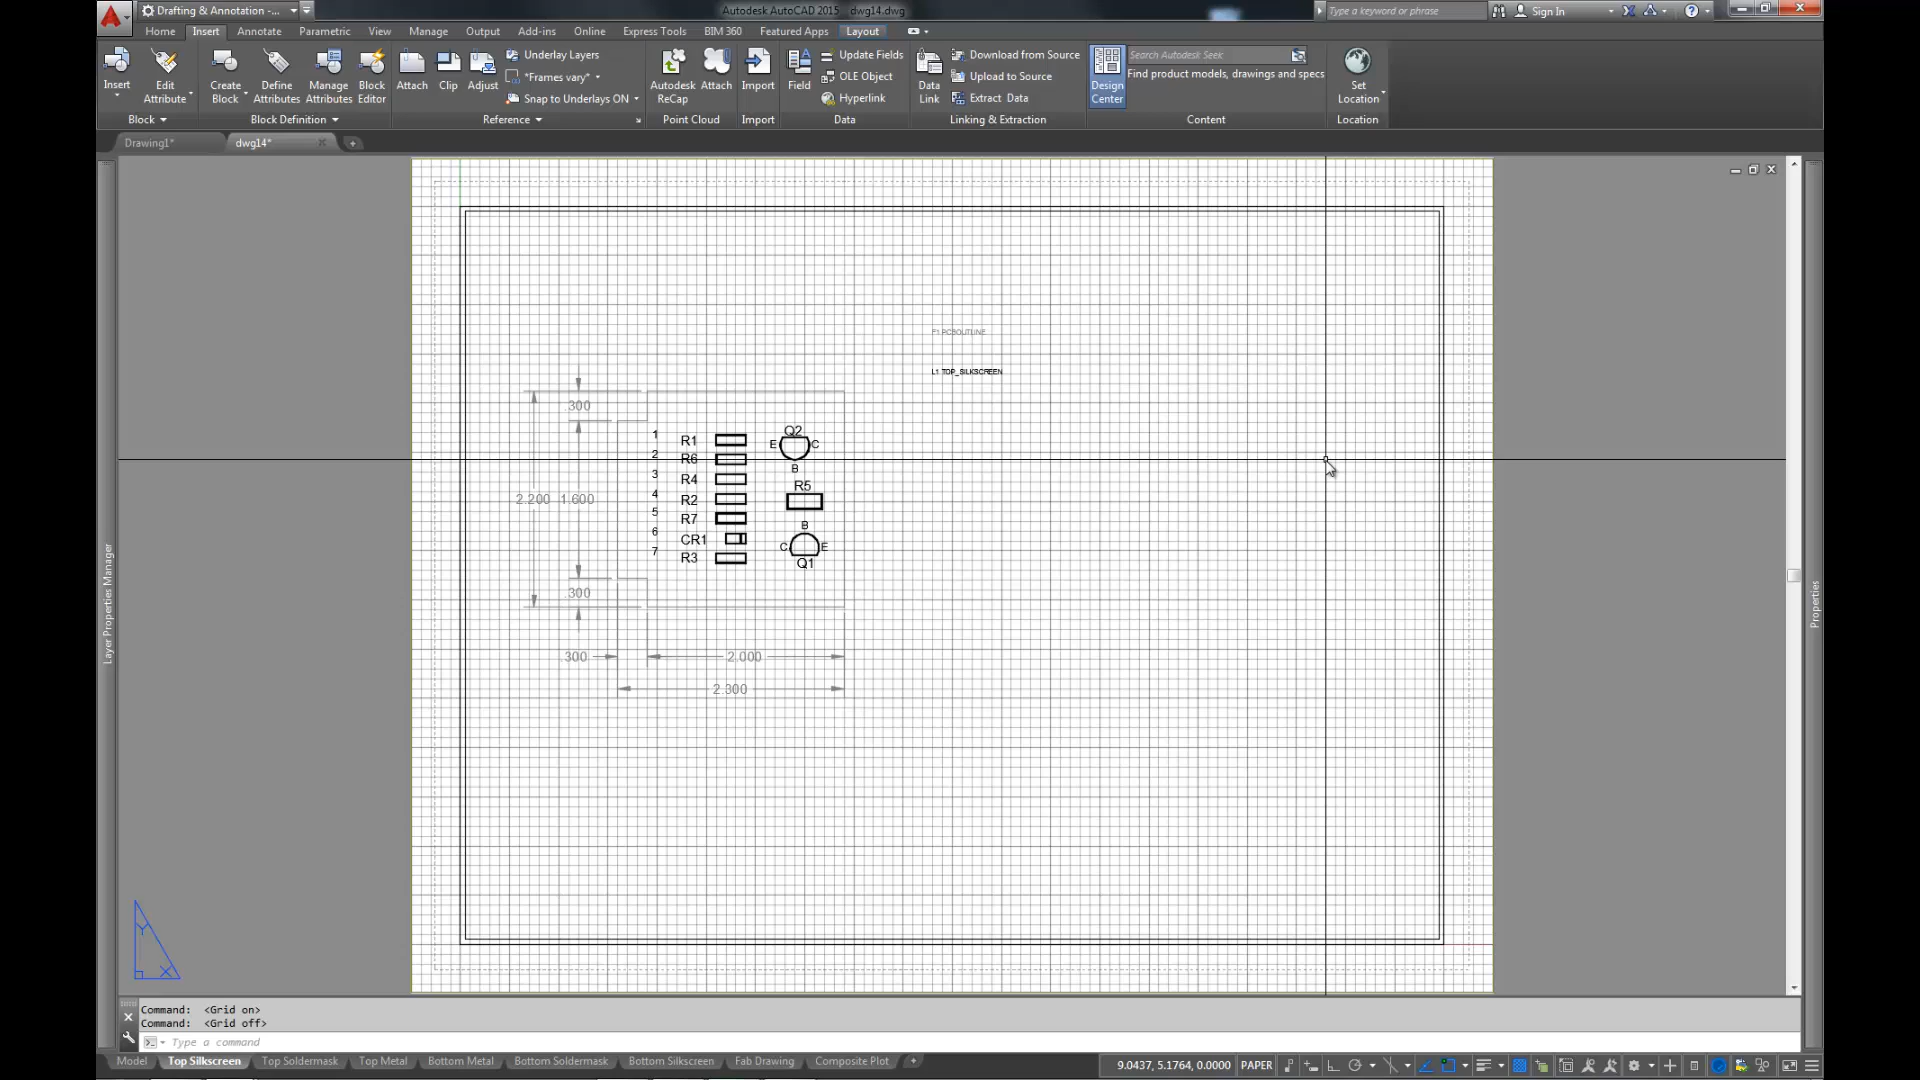 Drafting & Annotation -...
Autodesk AutoCAD 2015 dwg14.dwg
Type a keyword or phrase
Sign In
Home Insert Annotate Parametric View Manage Output Add-ins Online Express Tools BIM 360 Featured Apps Layout
Insert
Edit Attribute
Create Block
Define Attributes
Manage Attributes
Block Editor
Attach
Clip
Adjust
Underlay Layers
*Frames vary*
Snap to Underlays ON
Autodesk ReCap
Attach
Import
Field
Update Fields
OLE Object
Hyperlink
Data Link
Download from Source
Upload to Source
Extract Data
Design Center
Search Autodesk Seek
Find product models, drawings and specs
Set Location
Block Block Definition Reference Point Cloud Import Data Linking & Extraction Content Location
Drawing1* dwg14*
F1 PCBOUTLINE
L1 TOP_SILKSCREEN
.300
2.200 1.600
.300
.300 2.000
2.300
1
2
3
4
5
6
7
R1
R6
R4
R2
R7
CR1
R3
Q2
E C
B
R5
B
C E
Q1
Layer Properties Manager
Properties
Y
X
Command: <Grid on>
Command: <Grid off>
Type a command
Model Top Silkscreen Top Soldermask Top Metal Bottom Metal Bottom Soldermask Bottom Silkscreen Fab Drawing Composite Plot
9.0437, 5.1764, 0.0000 PAPER